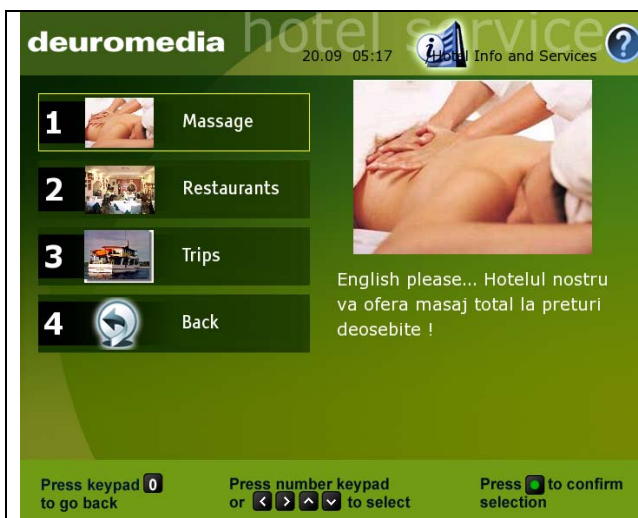 deuromedia
hotel service
20.09 05:17
/Hotel Info and Services
?
1 Massage
2 Restaurants
3 Trips
4 Back
English please... Hotelul nostru
va ofera masaj total la preturi
deosebite !
Press keypad 0
to go back
Press number keypad
or to select
Press to confirm
selection